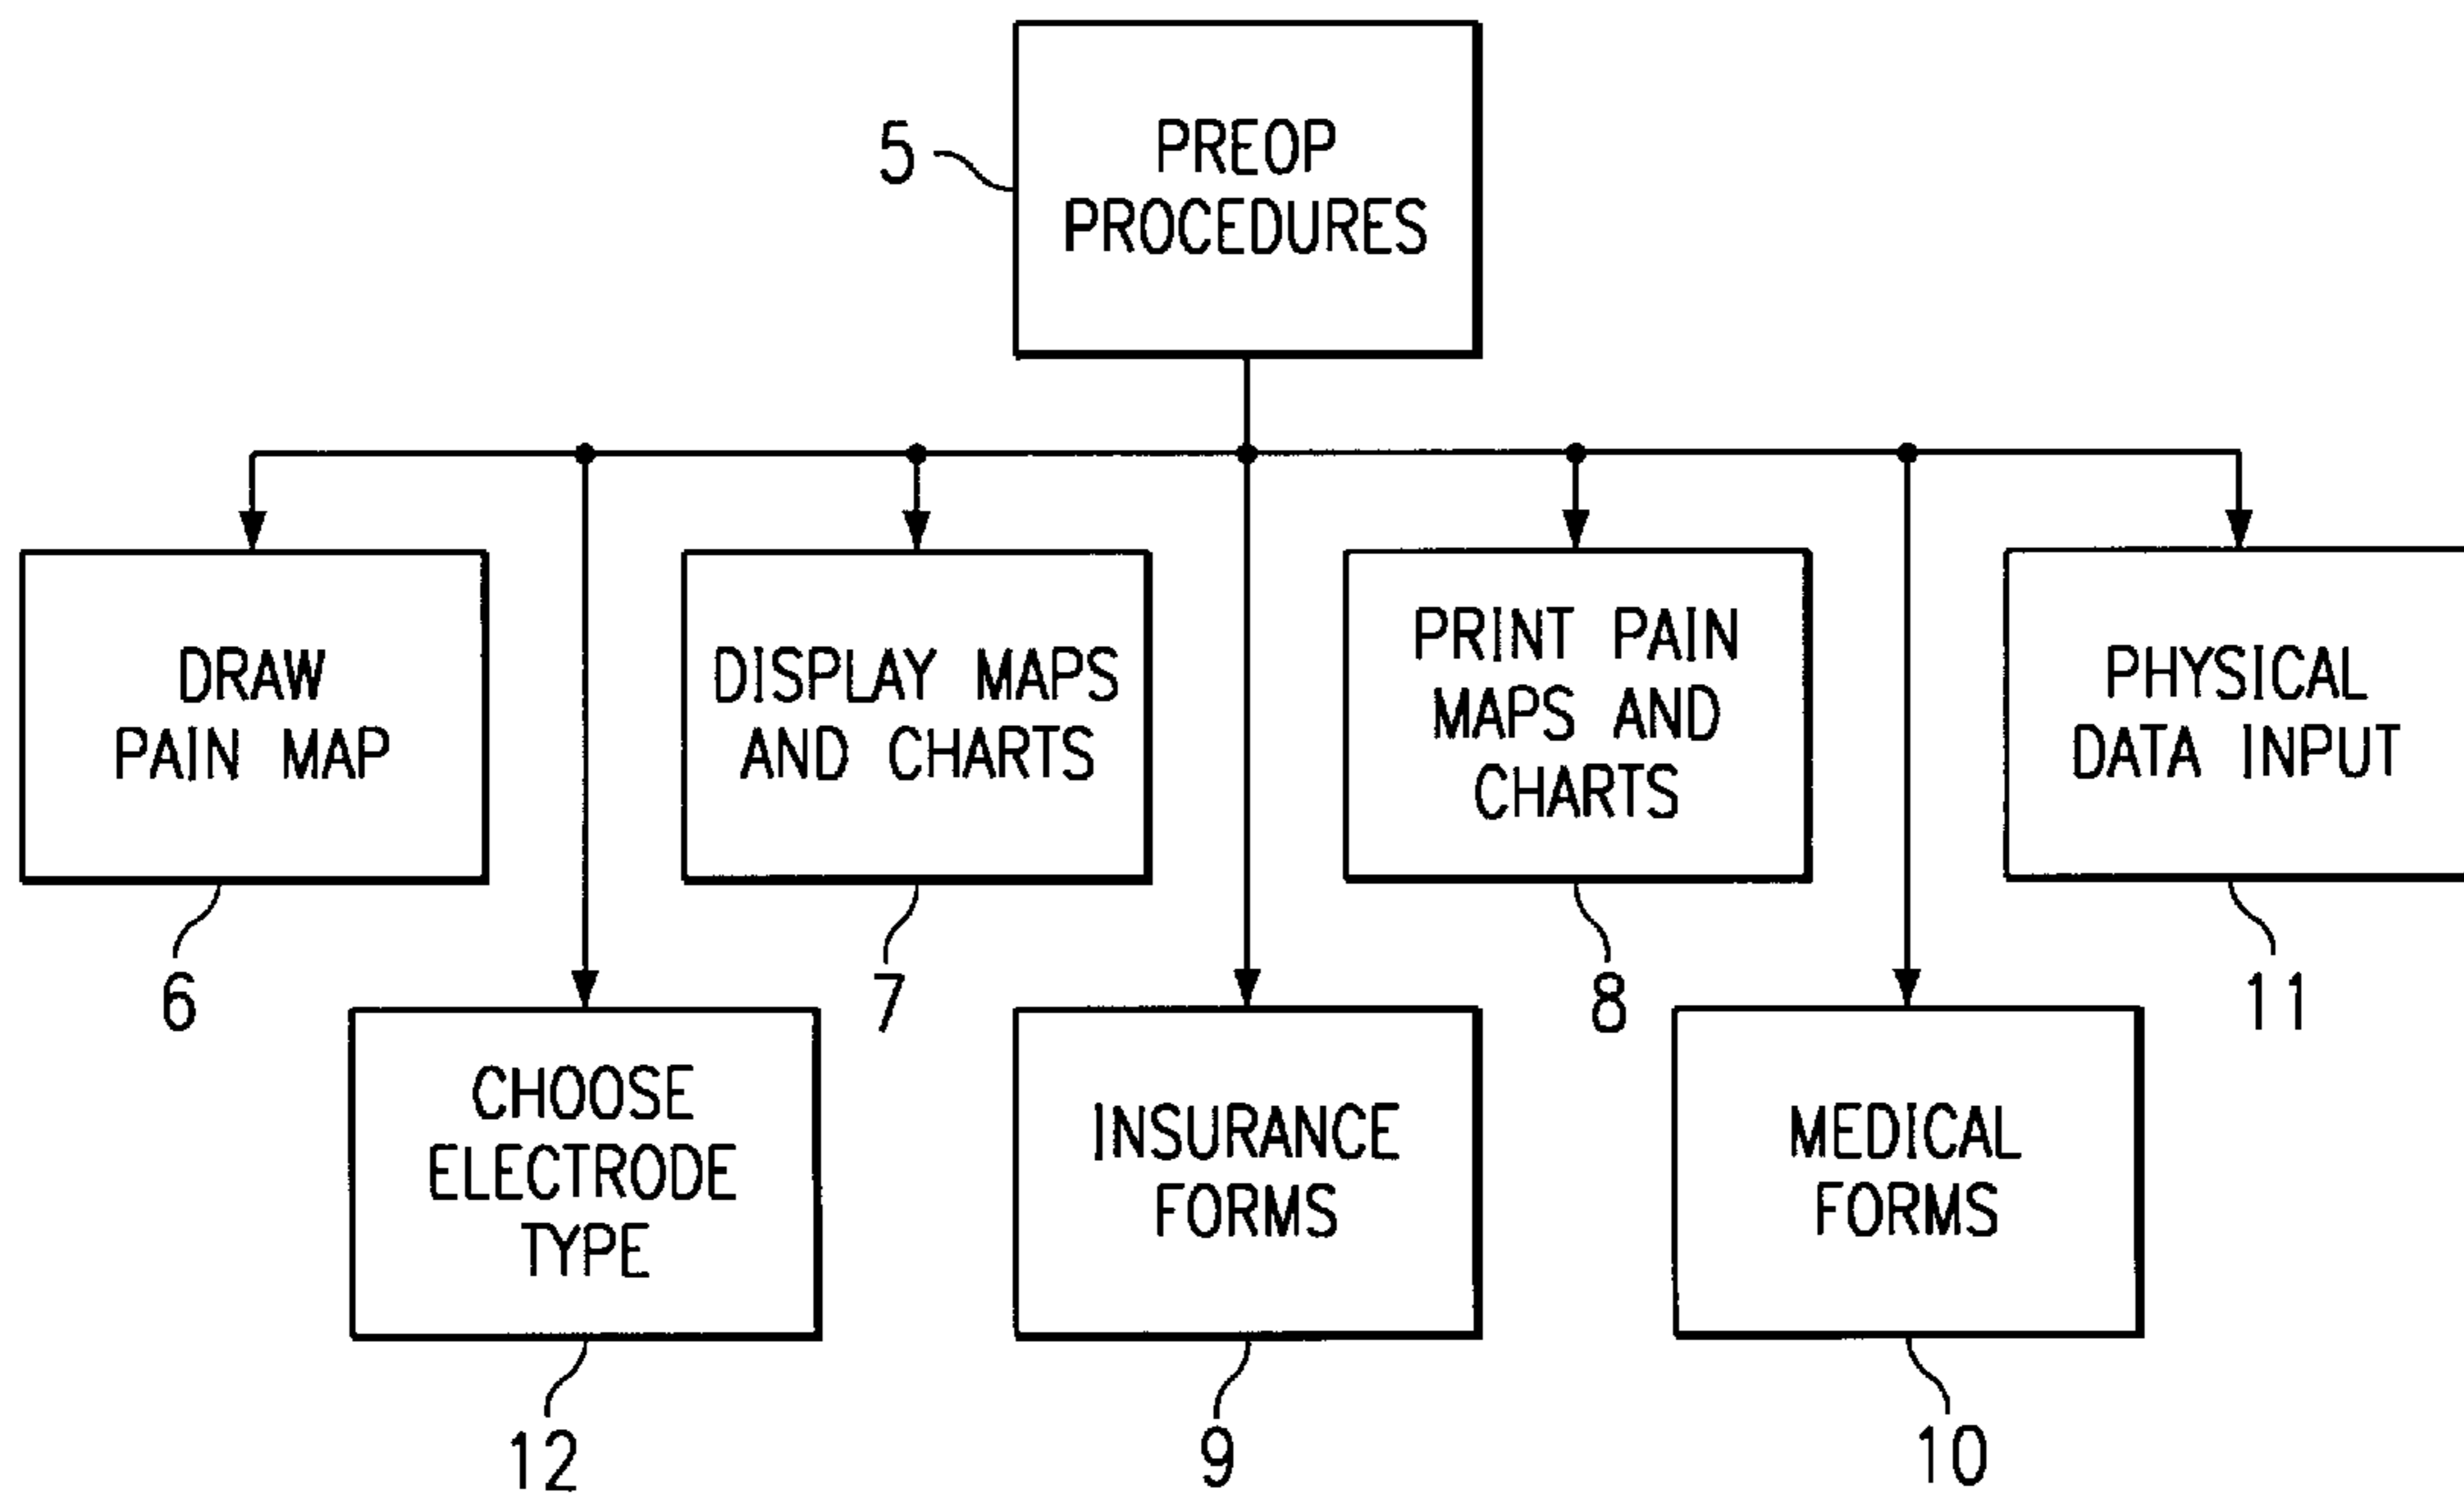 5
PREOP
PROCEDURES
DRAW
PAIN MAP
DISPLAY MAPS
AND CHARTS
PRINT PAIN
MAPS AND
CHARTS
PHYSICAL
DATA INPUT
6
7
8
11
CHOOSE
ELECTRODE
TYPE
INSURANCE
FORMS
MEDICAL
FORMS
12
9
10